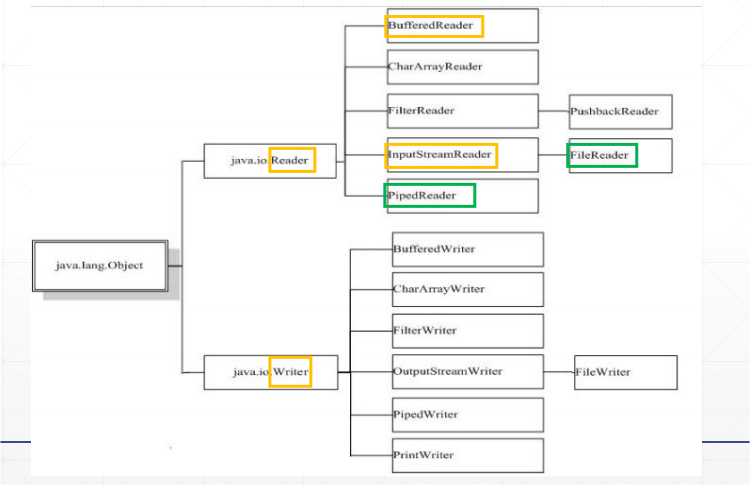 BufferedReader
CharArrayReader
FilterReader
PushbackReader
java.io.Reader
InputStreamReader
FileReader
PipedReader
java.lang.Object
BufferedWriter
CharArrayWriter
FilterWriter
java.io.Writer
OutputStreamWriter
FileWriter
PipedWriter
PrintWriter